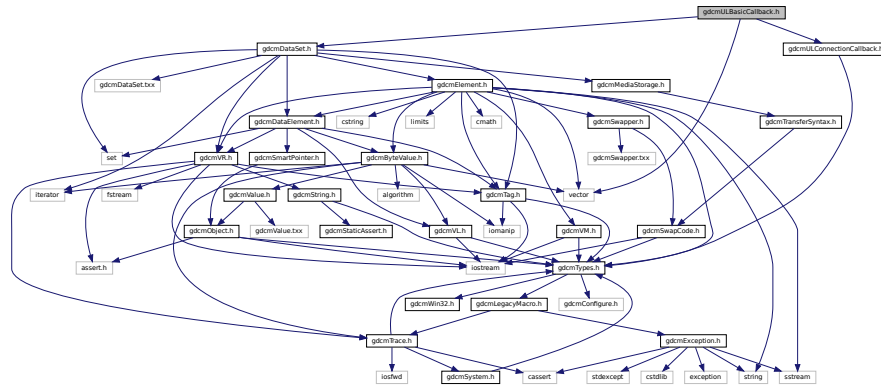 gdcmULBasicCallback.h
gdcmDataSet.h
gdcmULConnectionCallback.h
gdcmDataSet.txx
gdcmElement.h
gdcmMediaStorage.h
gdcmDataElement.h
cstring
limits
cmath
gdcmSwapper.h
gdcmTransferSyntax.h
set
gdcmVR.h
gdcmSmartPointer.h
gdcmByteValue.h
gdcmSwapper.txx
iterator
fstream
gdcmValue.h
gdcmString.h
algorithm
gdcmTag.h
vector
gdcmObject.h
gdcmValue.txx
gdcmStaticAssert.h
gdcmVL.h
iomanip
gdcmVM.h
gdcmSwapCode.h
assert.h
iostream
gdcmTypes.h
gdcmWin32.h
gdcmLegacyMacro.h
gdcmConfigure.h
gdcmTrace.h
gdcmException.h
iosfwd
gdcmSystem.h
cassert
stdexcept
cstdlib
exception
string
sstream